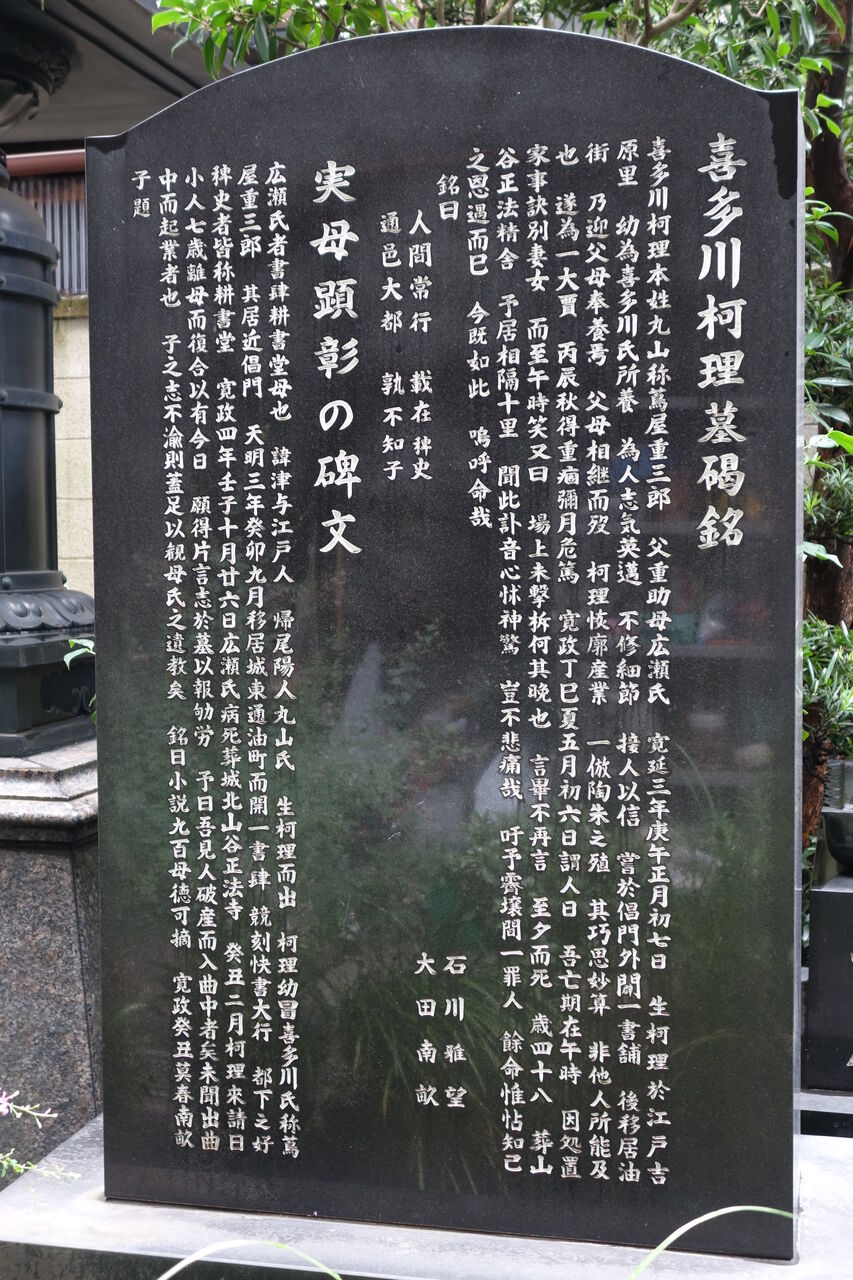 喜多川柯理墓碣銘
喜多川柯理本姓丸山称蔦屋重三郎　父重助母広瀬氏　寛延三年庚午正月初七日　生柯理於江戸吉
原里　幼為喜多川氏所養　為人志気英邁　不修細節　接人以信　嘗於倡門外開一書舗　後移居油
街　乃迎父母奉養焉　父母相継而歿　柯理恢廓産業　一倣陶朱之殖　其巧思妙算　非他人所能及
也　遂為一大賈　丙辰秋得重痼彌月危篤　寛政丁巳夏五月初六日謂人日　吾亡期在午時　因処置
家事訣別妻女　而至午時笑又日　場上未撃柝何其晩也　言畢不再言　至夕而死　歳四十八　葬山
谷正法精舎　予居相隔十里　聞此訃音心怵神驚　豈不悲痛哉　吁予霽壤間一罪人　餘命惟怙知己
之恩遇而已　今既如此　嗚呼命哉
銘日
人間常行　載在稗史
通邑大都　孰不知子
石川雅望
大田南畝
実母顕彰の碑文
広瀬氏者書肆耕書堂母也　諱津与江戸人　帰尾陽人丸山氏　生柯理而出　柯理幼冒喜多川氏称蔦
屋重三郎　其居近倡門　天明三年癸卯九月移居城東通油町而開一書肆　競刻快書大行　都下之好
稗史者皆称耕書堂　寛政四年壬子十月廿六日広瀬氏病死葬城北山谷正法寺　癸丑二月柯理来請日
小人七歳離母而復合以有今日　願得片言志於墓以報劬労　予日吾見人破産而入曲中者矣未聞出曲
中而起業者也　子之志不渝則蓋足以観母氏之遺教矣　銘日小説九百母徳可摘　寛政癸丑莫春南畝
子題